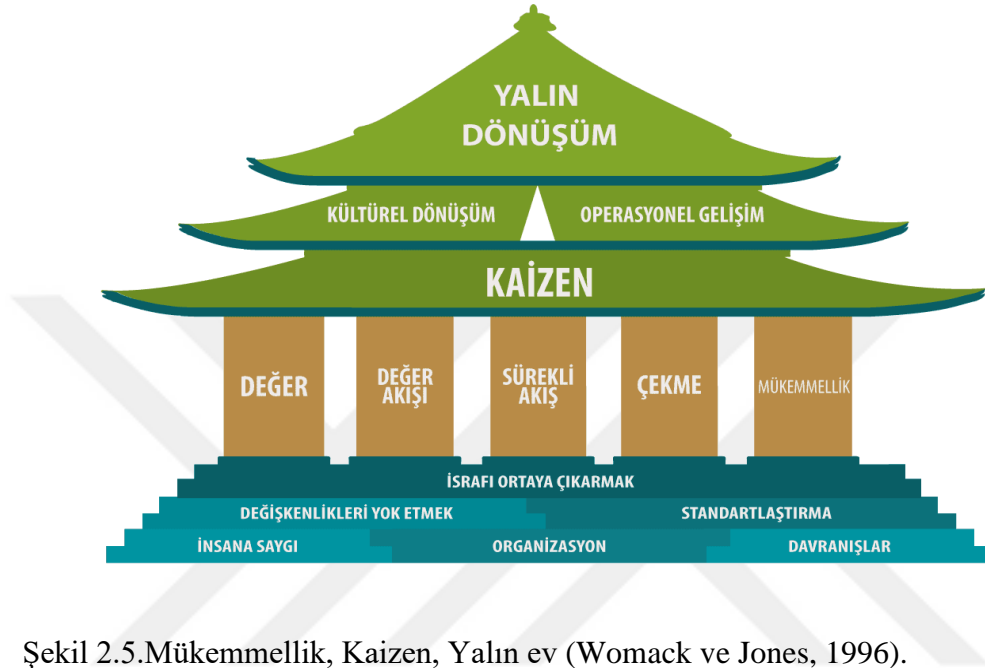 YALIN
DÖNÜŞÜM
KÜLTÜREL DÖNÜŞÜM
OPERASYONEL GELİŞİM
KAİZEN
DEĞER
DEĞER
AKIŞI
SÜREKLİ
AKIŞ
ÇEKME
MÜKEMMELLİK
İSRAFI ORTAYA ÇIKARMAK
DEĞİŞKENLİKLERİ YOK ETMEK
STANDARTLAŞTIRMA
İNSANA SAYGI
ORGANİZASYON
DAVRANIŞLAR
Şekil 2.5.Mükemmellik, Kaizen, Yalın ev (Womack ve Jones, 1996).